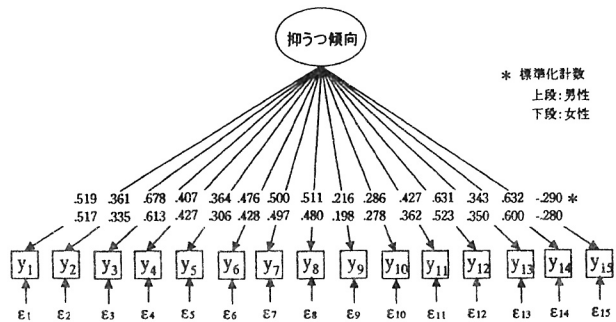 抑うつ傾向
* 標準化計数
上段:男性
下段:女性
.519 .361 .678 .407 .364 .476 .500 .511 .216 .286 .427 .631 .343 .632 -.290 *
.517 .335 .613 .427 .306 .428 .497 .480 .198 .278 .362 .523 .350 .600 -.280
y1 y2 y3 y4 y5 y6 y7 y8 y9 y10 y11 y12 y13 y14 y15
ε1 ε2 ε3 ε4 ε5 ε6 ε7 ε8 ε9 ε10 ε11 ε12 ε13 ε14 ε15